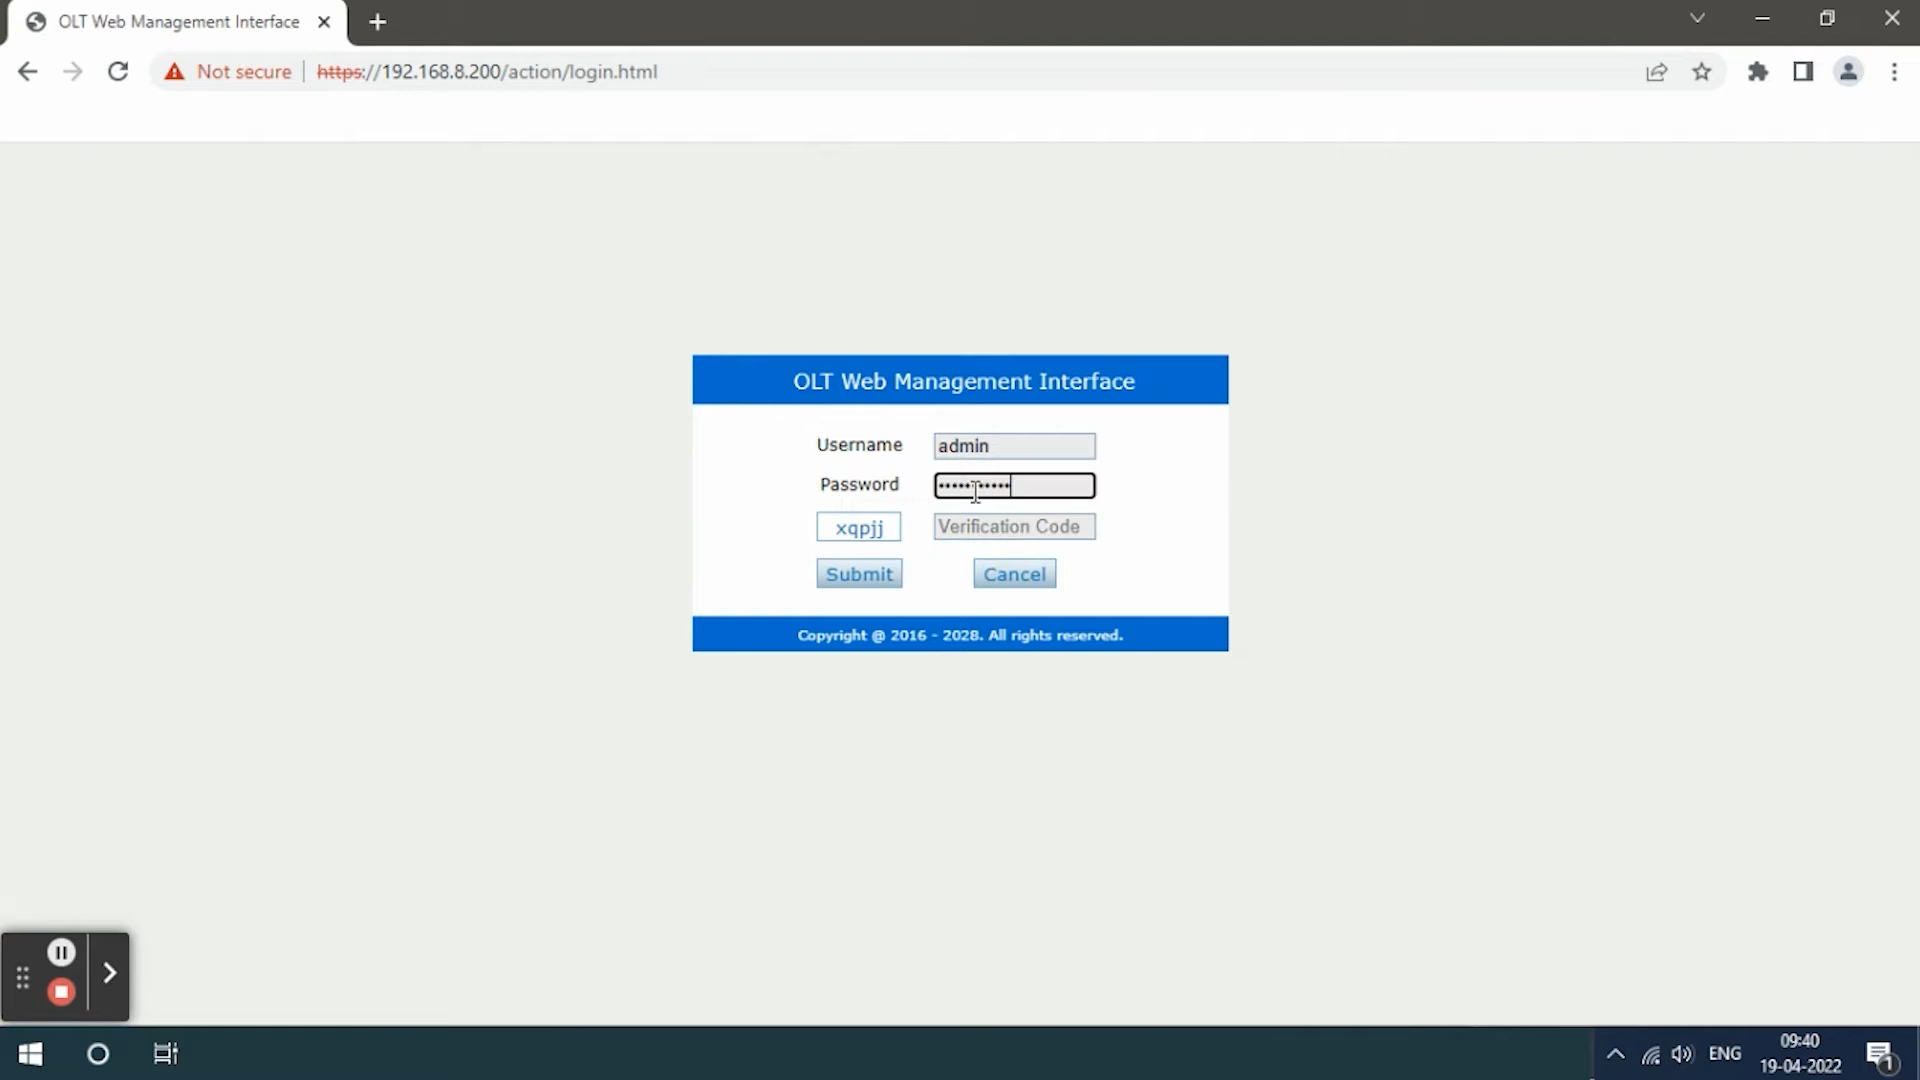 OLT Web Management Interface
Not secure
https://192.168.8.200/action/login.html
OLT Web Management Interface
Username admin
Password ••••••••••••
xqpjj Verification Code
Submit Cancel
Copyright @ 2016 - 2028. All rights reserved.
ENG
09:40
19-04-2022
1